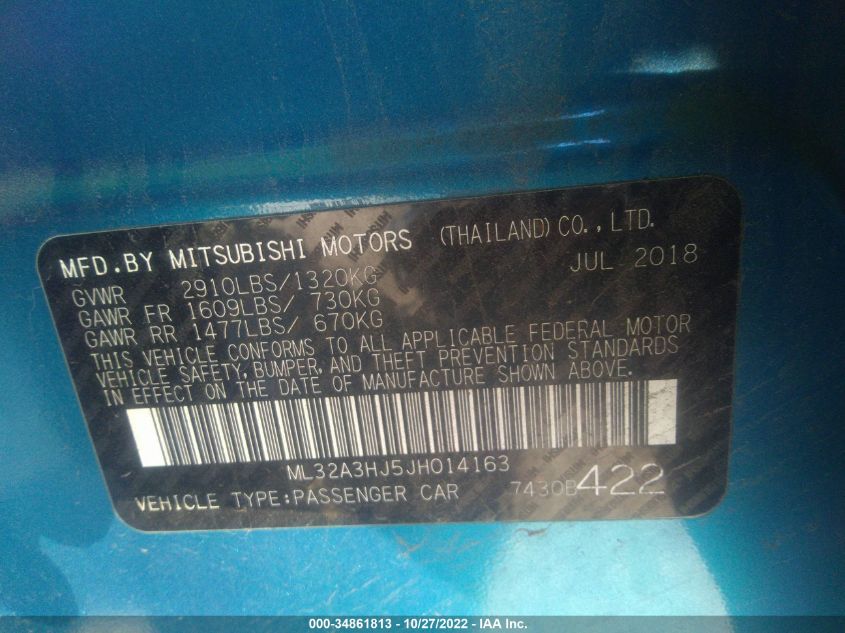 MFD.BY MITSUBISHI MOTORS (THAILAND)CO.,LTD.
JUL 2018
GVWR 2910LBS/1320KG
GAWR FR 1609LBS/ 730KG
GAWR RR 1477LBS/ 670KG
THIS VEHICLE CONFORMS TO ALL APPLICABLE FEDERAL MOTOR
VEHICLE SAFETY,BUMPER,AND THEFT PREVENTION STANDARDS
IN EFFECT ON THE DATE OF MANUFACTURE SHOWN ABOVE.
ML32A3HJ5JH014163
VEHICLE TYPE:PASSENGER CAR 7430B422
000-34861813 - 10/27/2022 - IAA Inc.